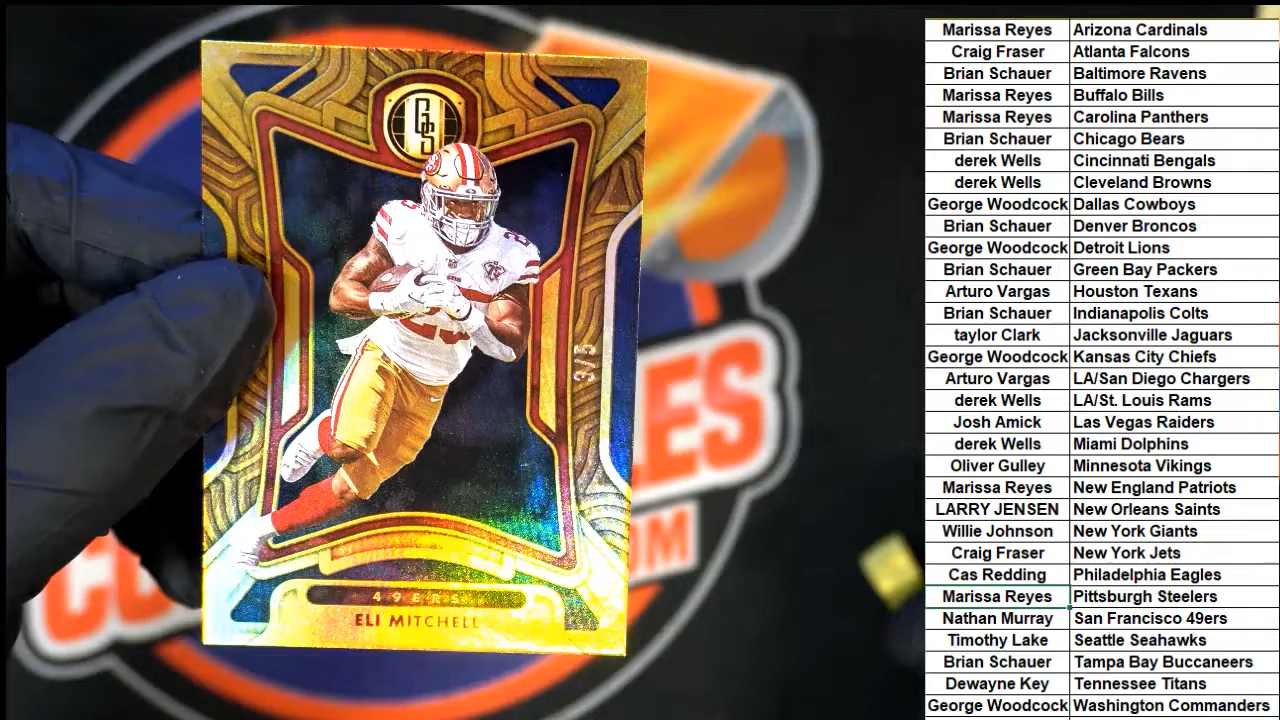 GS
3/5
49ERS
ELI MITCHELL
LES
OM
Marissa Reyes Arizona Cardinals
Craig Fraser Atlanta Falcons
Brian Schauer Baltimore Ravens
Marissa Reyes Buffalo Bills
Marissa Reyes Carolina Panthers
Brian Schauer Chicago Bears
derek Wells Cincinnati Bengals
derek Wells Cleveland Browns
George Woodcock Dallas Cowboys
Brian Schauer Denver Broncos
George Woodcock Detroit Lions
Brian Schauer Green Bay Packers
Arturo Vargas Houston Texans
Brian Schauer Indianapolis Colts
taylor Clark Jacksonville Jaguars
George Woodcock Kansas City Chiefs
Arturo Vargas LA/San Diego Chargers
derek Wells LA/St. Louis Rams
Josh Amick Las Vegas Raiders
derek Wells Miami Dolphins
Oliver Gulley Minnesota Vikings
Marissa Reyes New England Patriots
LARRY JENSEN New Orleans Saints
Willie Johnson New York Giants
Craig Fraser New York Jets
Cas Redding Philadelphia Eagles
Marissa Reyes Pittsburgh Steelers
Nathan Murray San Francisco 49ers
Timothy Lake Seattle Seahawks
Brian Schauer Tampa Bay Buccaneers
Dewayne Key Tennessee Titans
George Woodcock Washington Commanders